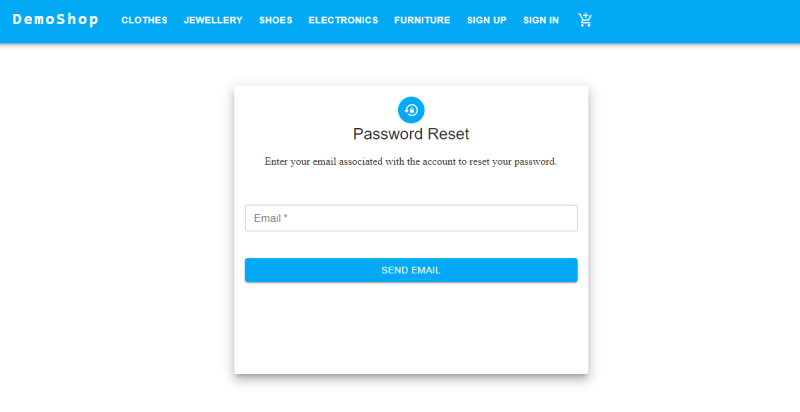 DemoShop CLOTHES JEWELLERY SHOES ELECTRONICS FURNITURE SIGN UP SIGN IN
Password Reset
Enter your email associated with the account to reset your password.
Email *
SEND EMAIL